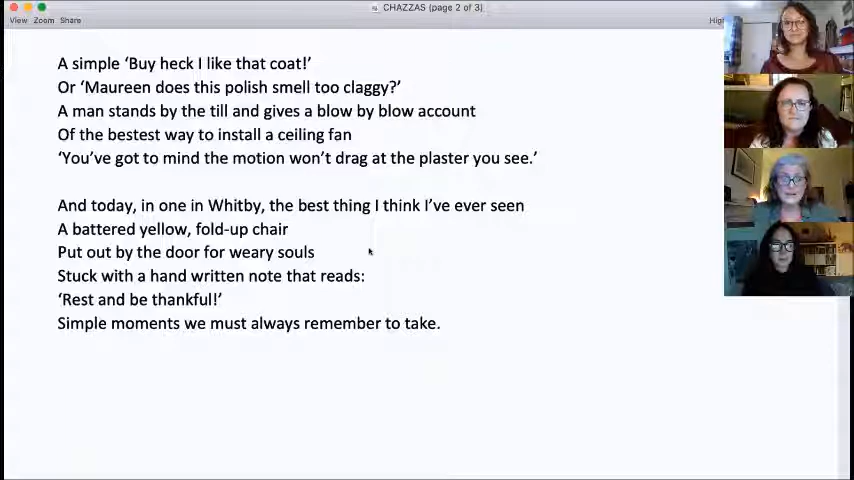 CHAZZAS (page 2 of 3)
View Zoom Share
A simple ‘Buy heck I like that coat!’
Or ‘Maureen does this polish smell too claggy?’
A man stands by the till and gives a blow by blow account
Of the bestest way to install a ceiling fan
‘You’ve got to mind the motion won’t drag at the plaster you see.’
And today, in one in Whitby, the best thing I think I’ve ever seen
A battered yellow, fold-up chair
Put out by the door for weary souls
Stuck with a hand written note that reads:
‘Rest and be thankful!’
Simple moments we must always remember to take.